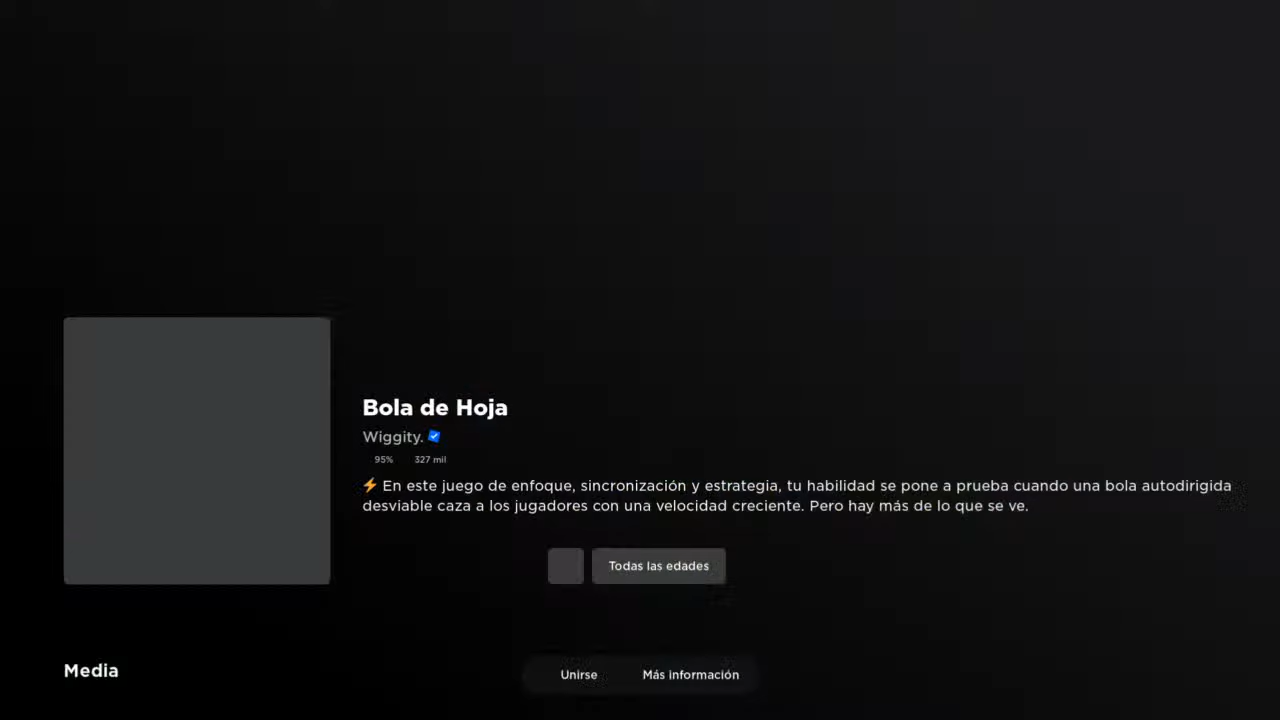 Bola de Hoja
Wiggity.
95% 327 mil
⚡ En este juego de enfoque, sincronización y estrategia, tu habilidad se pone a prueba cuando una bola autodirigida
desviable caza a los jugadores con una velocidad creciente. Pero hay más de lo que se ve.
Todas las edades
Media
Unirse Más información